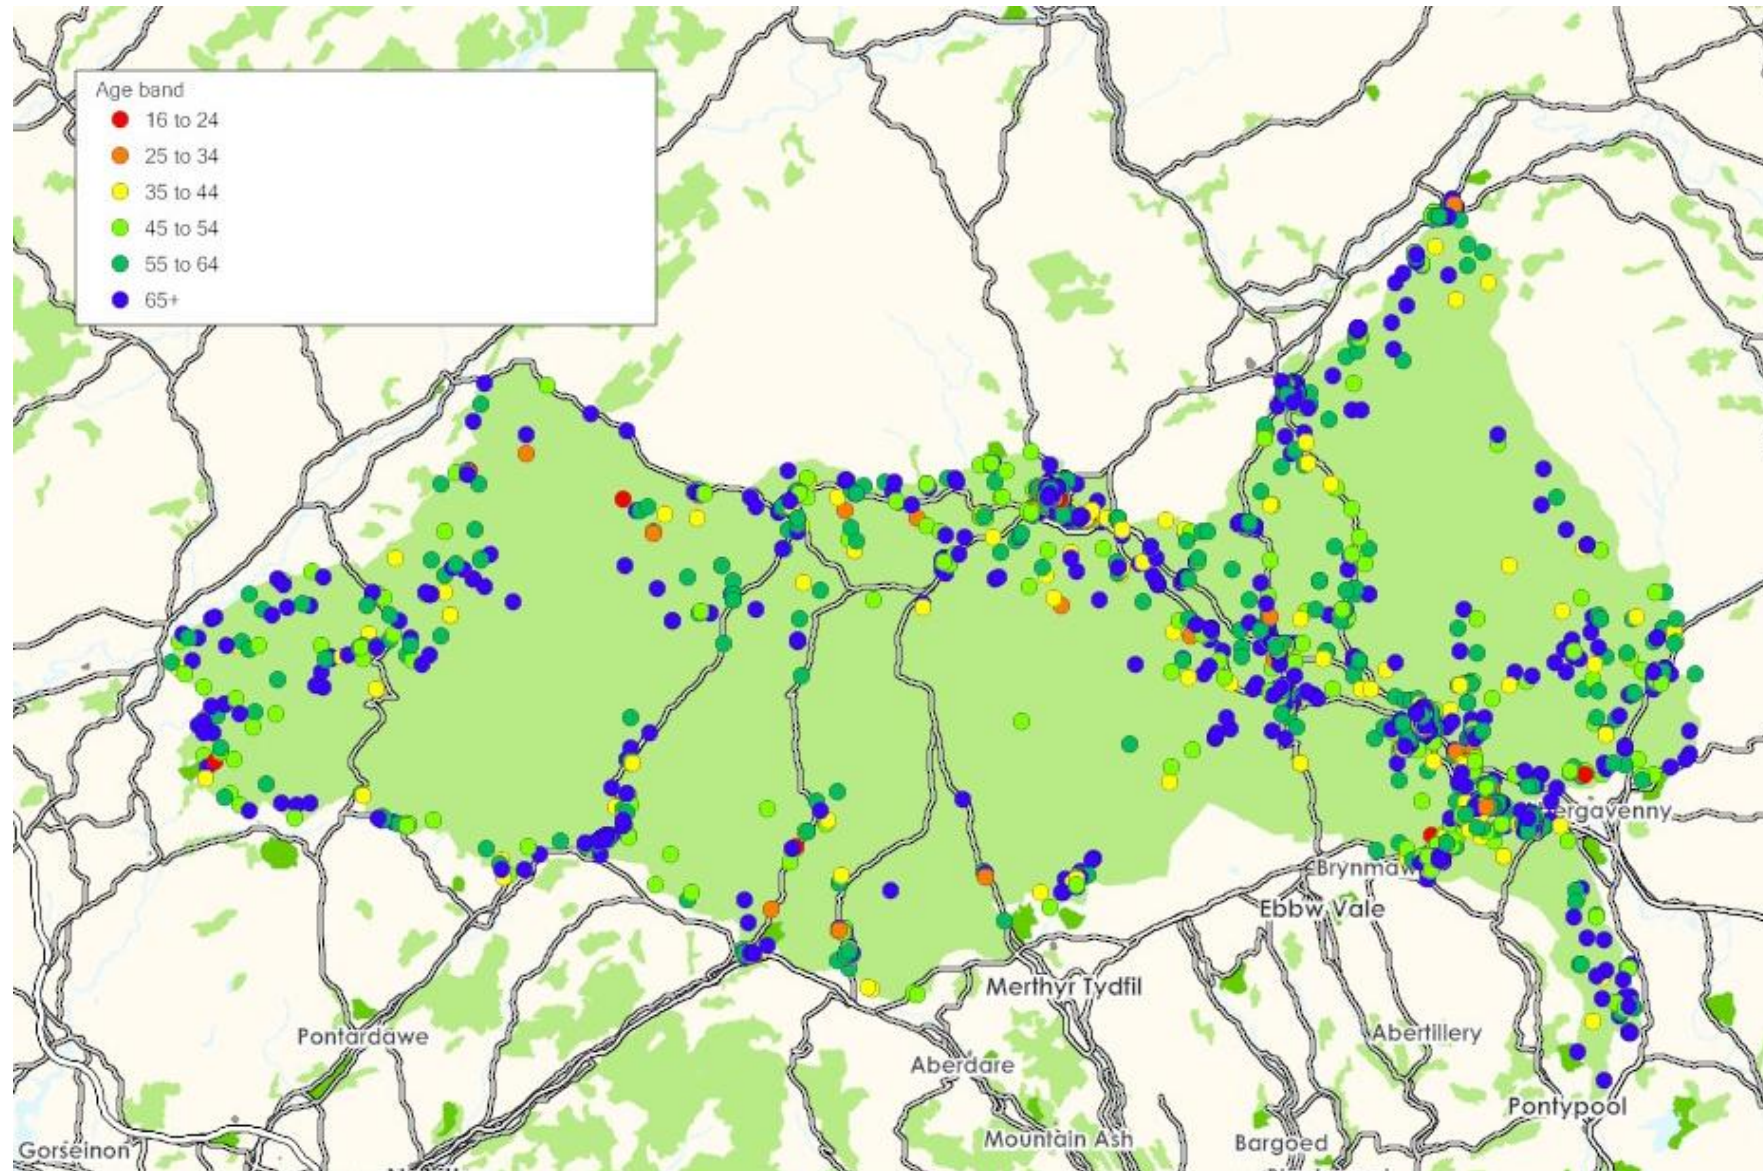 Age band
16 to 24
25 to 34
35 to 44
45 to 54
55 to 64
65+
ergavenny
Brynmaw
Ebbw Vale
Merthyr Tydfil
Pontardawe
Abertillery
Aberdare
Pontypool
Mountain Ash
Bargoed
Gorseinon